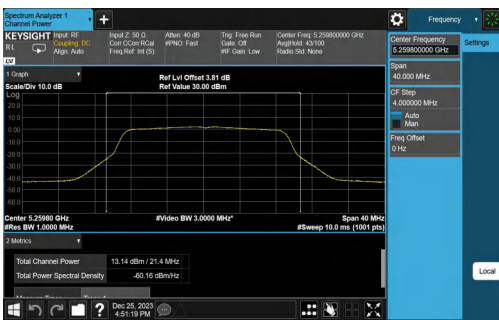 Spectrum Analyzer 1
Channel Power
Frequency
KEYSIGHT
RL
Input: RF
Coupling: DC
Align: Auto
Input Z: 50 Ω
Corr CCorr RCal
Freq Ref: Int (S)
Atten: 40 dB
#PNO: Fast
Trig: Free Run
Gate: Off
#IF Gain: Low
Center Freq: 5.259800000 GHz
Avg|Hold: 43/100
Radio Std: None
LXI
Center Frequency
5.259800000 GHz
Settings
Span
40.000 MHz
CF Step
4.000000 MHz
Auto
Man
Freq Offset
0 Hz
1 Graph
Scale/Div 10.0 dB
Ref Lvl Offset 3.81 dB
Ref Value 30.00 dBm
Log
20.0
10.0
0.00
-10.0
-20.0
-30.0
-40.0
-50.0
-60.0
Center 5.25980 GHz
#Res BW 1.0000 MHz
#Video BW 3.0000 MHz*
Span 40 MHz
#Sweep 10.0 ms (1001 pts)
2 Metrics
Total Channel Power 13.14 dBm / 21.4 MHz
Total Power Spectral Density -60.16 dBm/Hz
Local
?
Dec 25, 2023
4:51:19 PM